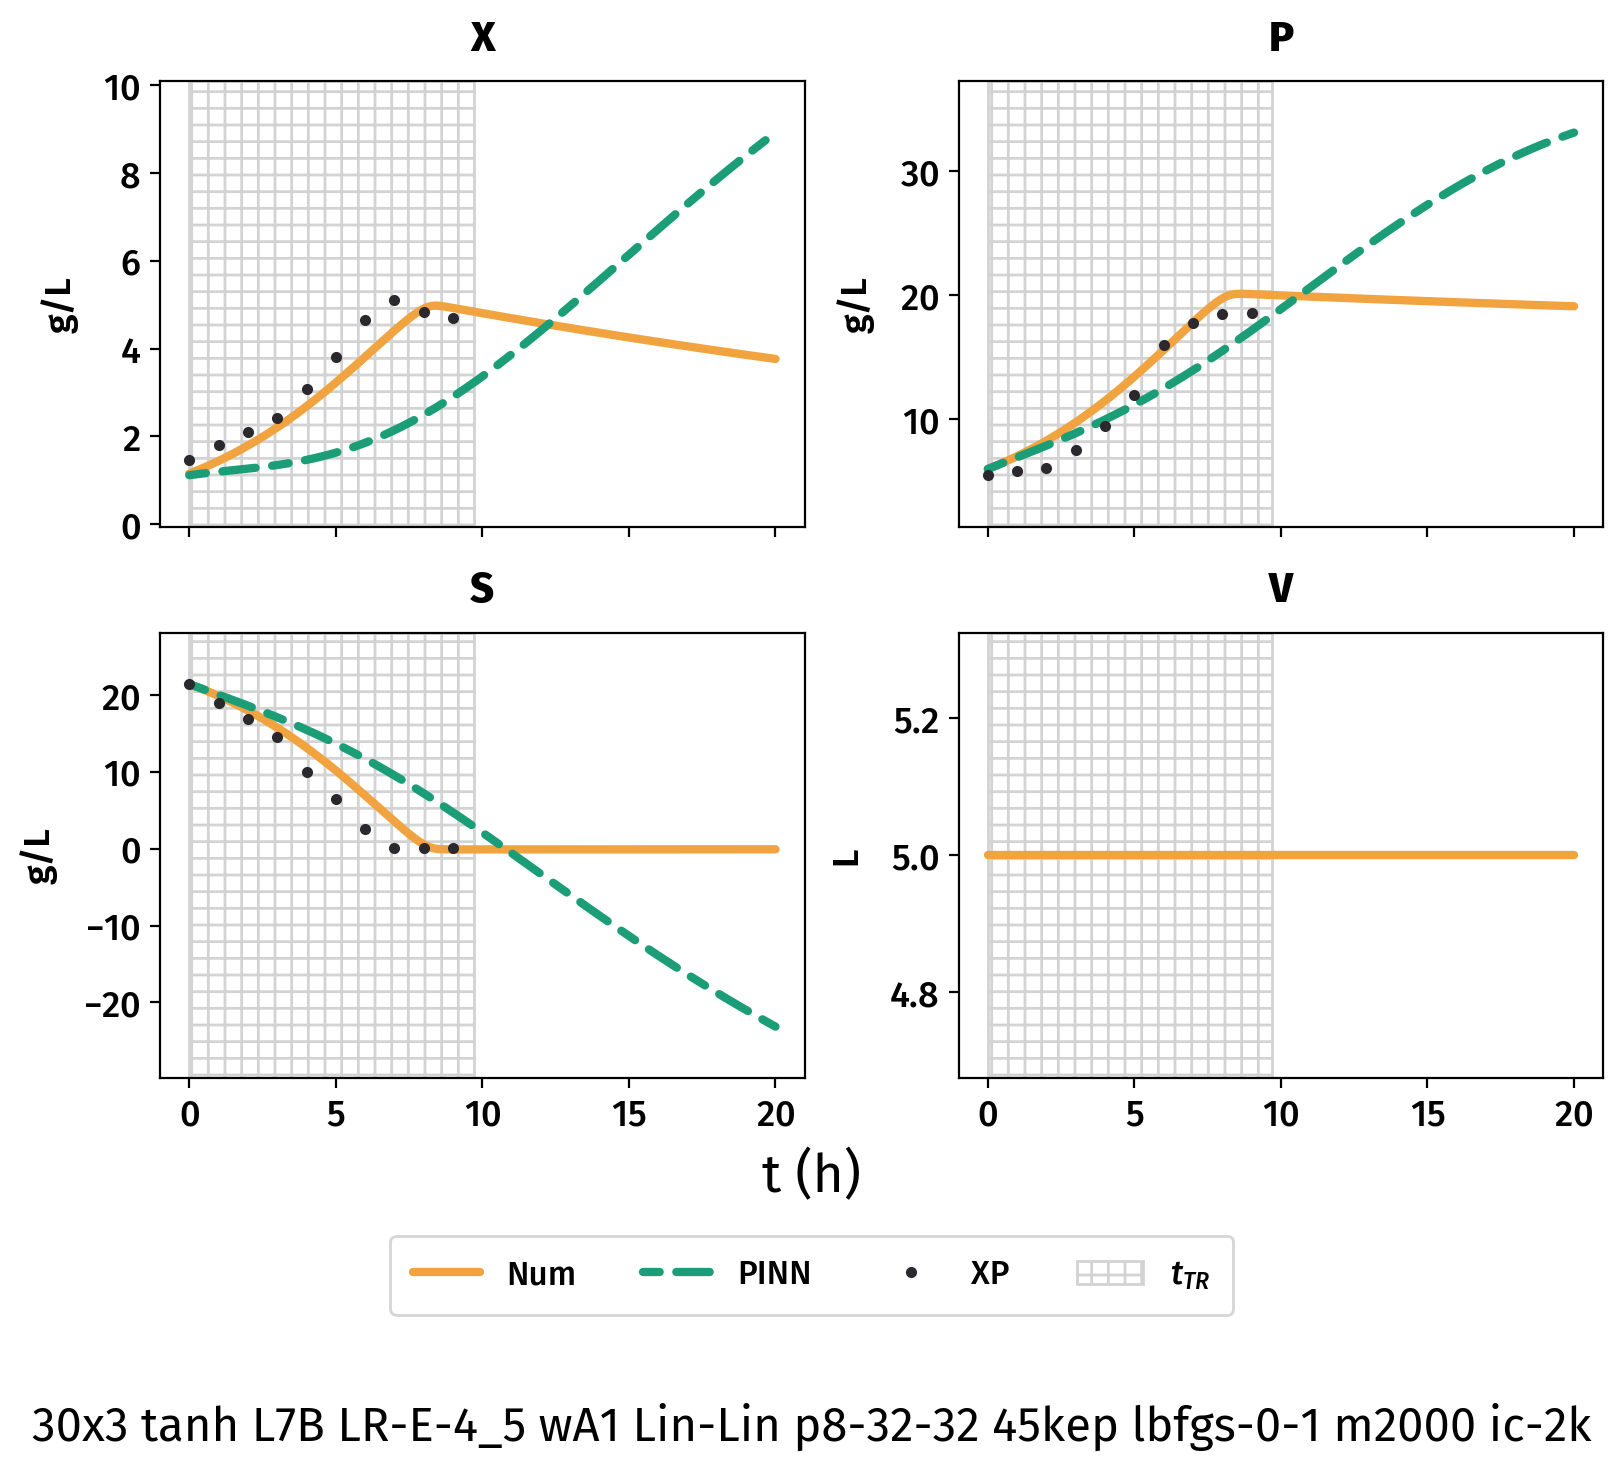 X
P
10
8
6
4
2
0
g/L
30
20
10
g/L
S
V
20
10
0
−10
−20
g/L
5.2
5.0
4.8
L
0 5 10 15 20
0 5 10 15 20
t (h)
Num PINN XP tTR
30x3 tanh L7B LR-E-4_5 wA1 Lin-Lin p8-32-32 45kep lbfgs-0-1 m2000 ic-2k